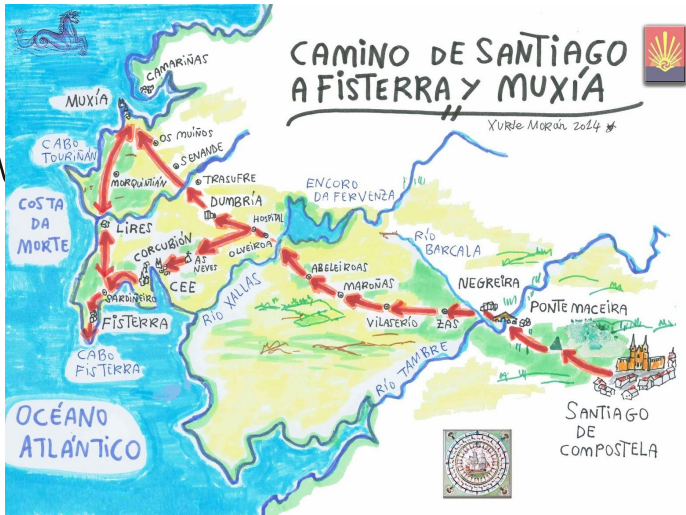 CAMINO DE SANTIAGO
A FISTERRA Y MUXÍA
XURDE MORÁN 2014
CAMARIÑAS
MUXÍA
OS MUIÑOS
CABO
TOURIÑÁN
SENANDE
MORQUINTIÁN
TRASUFRE
ENCORO
DA FERVENZA
DUMBRÍA
COSTA
DA
MORTE
HOSPITAL
LIRES
RÍO
BARCALA
CORCUBIÓN
OLVEIROA
AS
NEVES
ABELEIROAS
CEE
NEGREIRA
MAROÑAS
SARDIÑEIRO
RÍO XALLAS
PONTE MACEIRA
FISTERRA
VILASERÍO
ZAS
CABO
FISTERRA
RÍO TAMBRE
OCÉANO
ATLÁNTICO
SANTIAGO
DE
COMPOSTELA